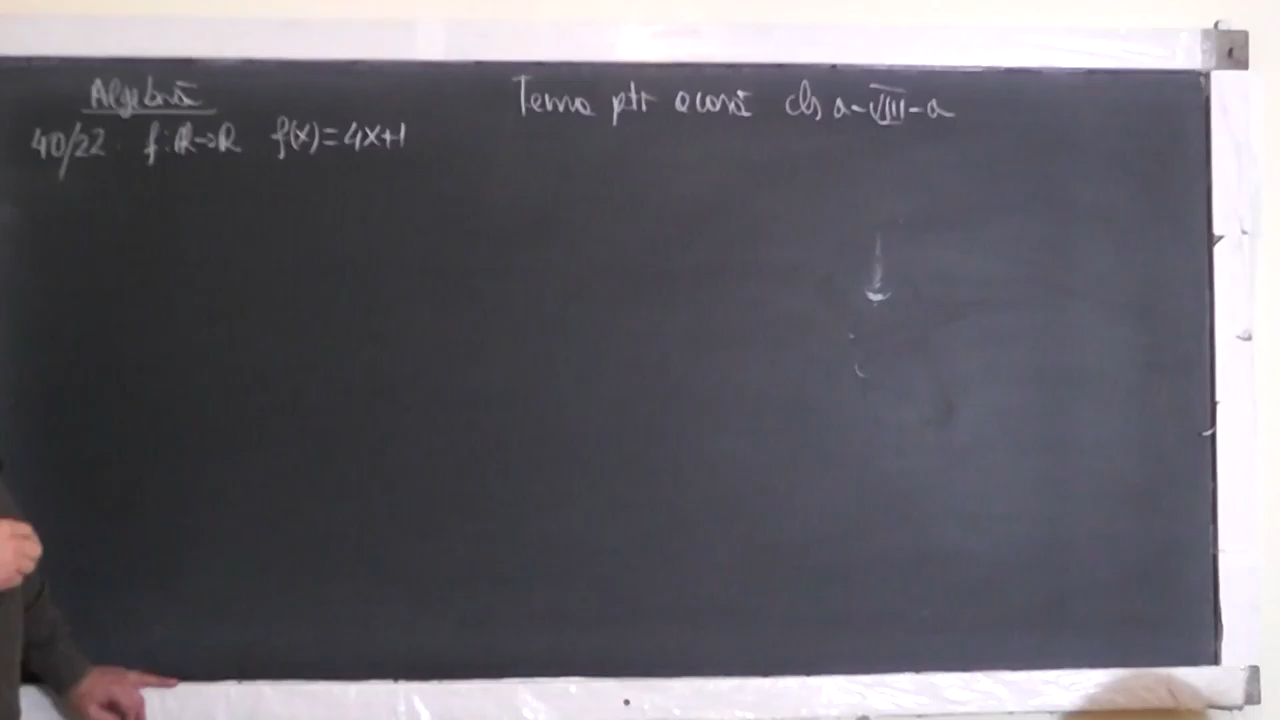 Algebră
Tema ptr acasă cls a-VIII-a
40/22 f:ℝ→ℝ f(x)=4x+1